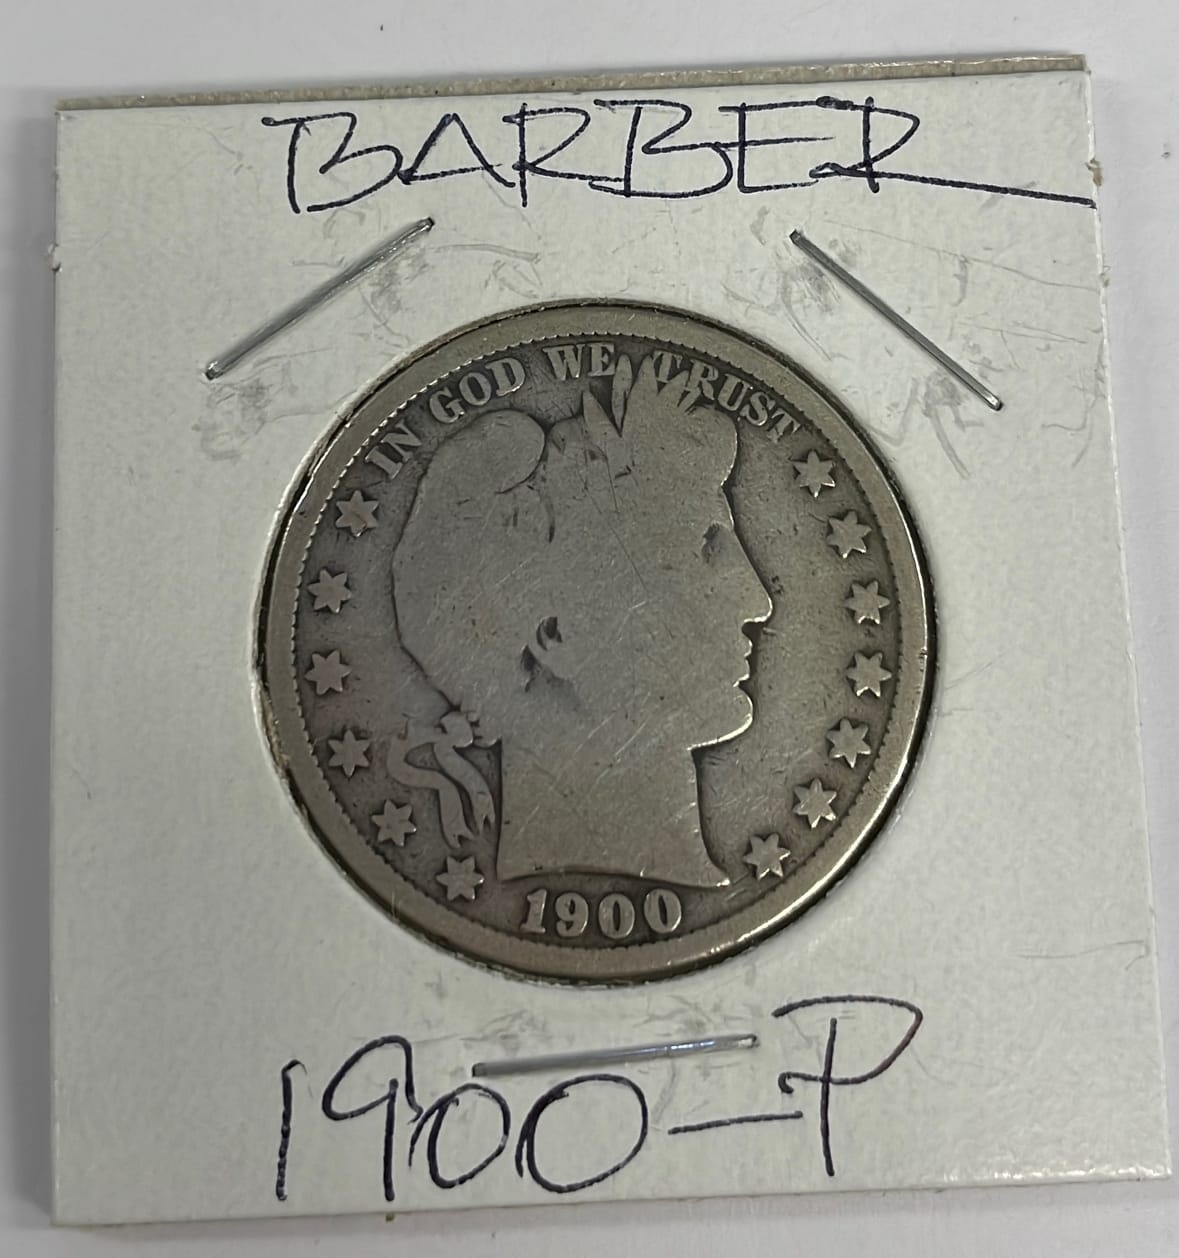 BARBER
IN GOD WE TRUST
1900
1900-P